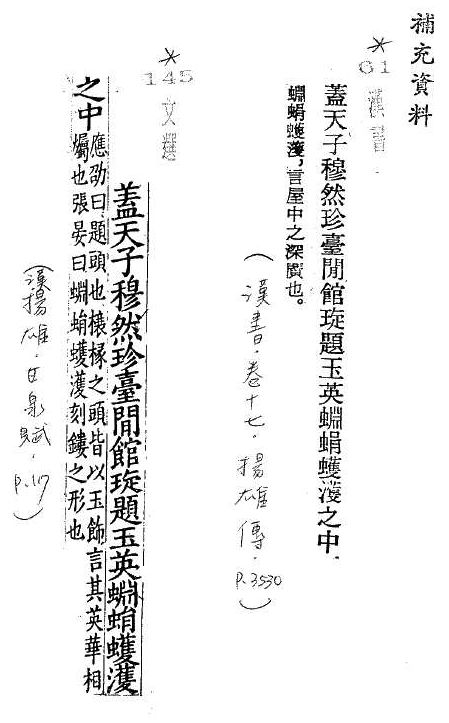 補充資料
*
61 漢書
蓋天子穆然珍臺閒館琁題玉英蜵蜎蠖濩之中，
蜵蜎蠖濩，言屋中之深廣也。
（漢書．卷十七．揚雄傳．P.3530）
*
145 文選
蓋天子穆然珍臺閒館琁題玉英蜵蜎蠖濩
之中
應劭曰題頭也榱椽之頭皆以玉飾言其英華相
爥也張晏曰蜵蜎蠖濩刻鏤之形也
（漢揚雄．甘泉賦．P.117）